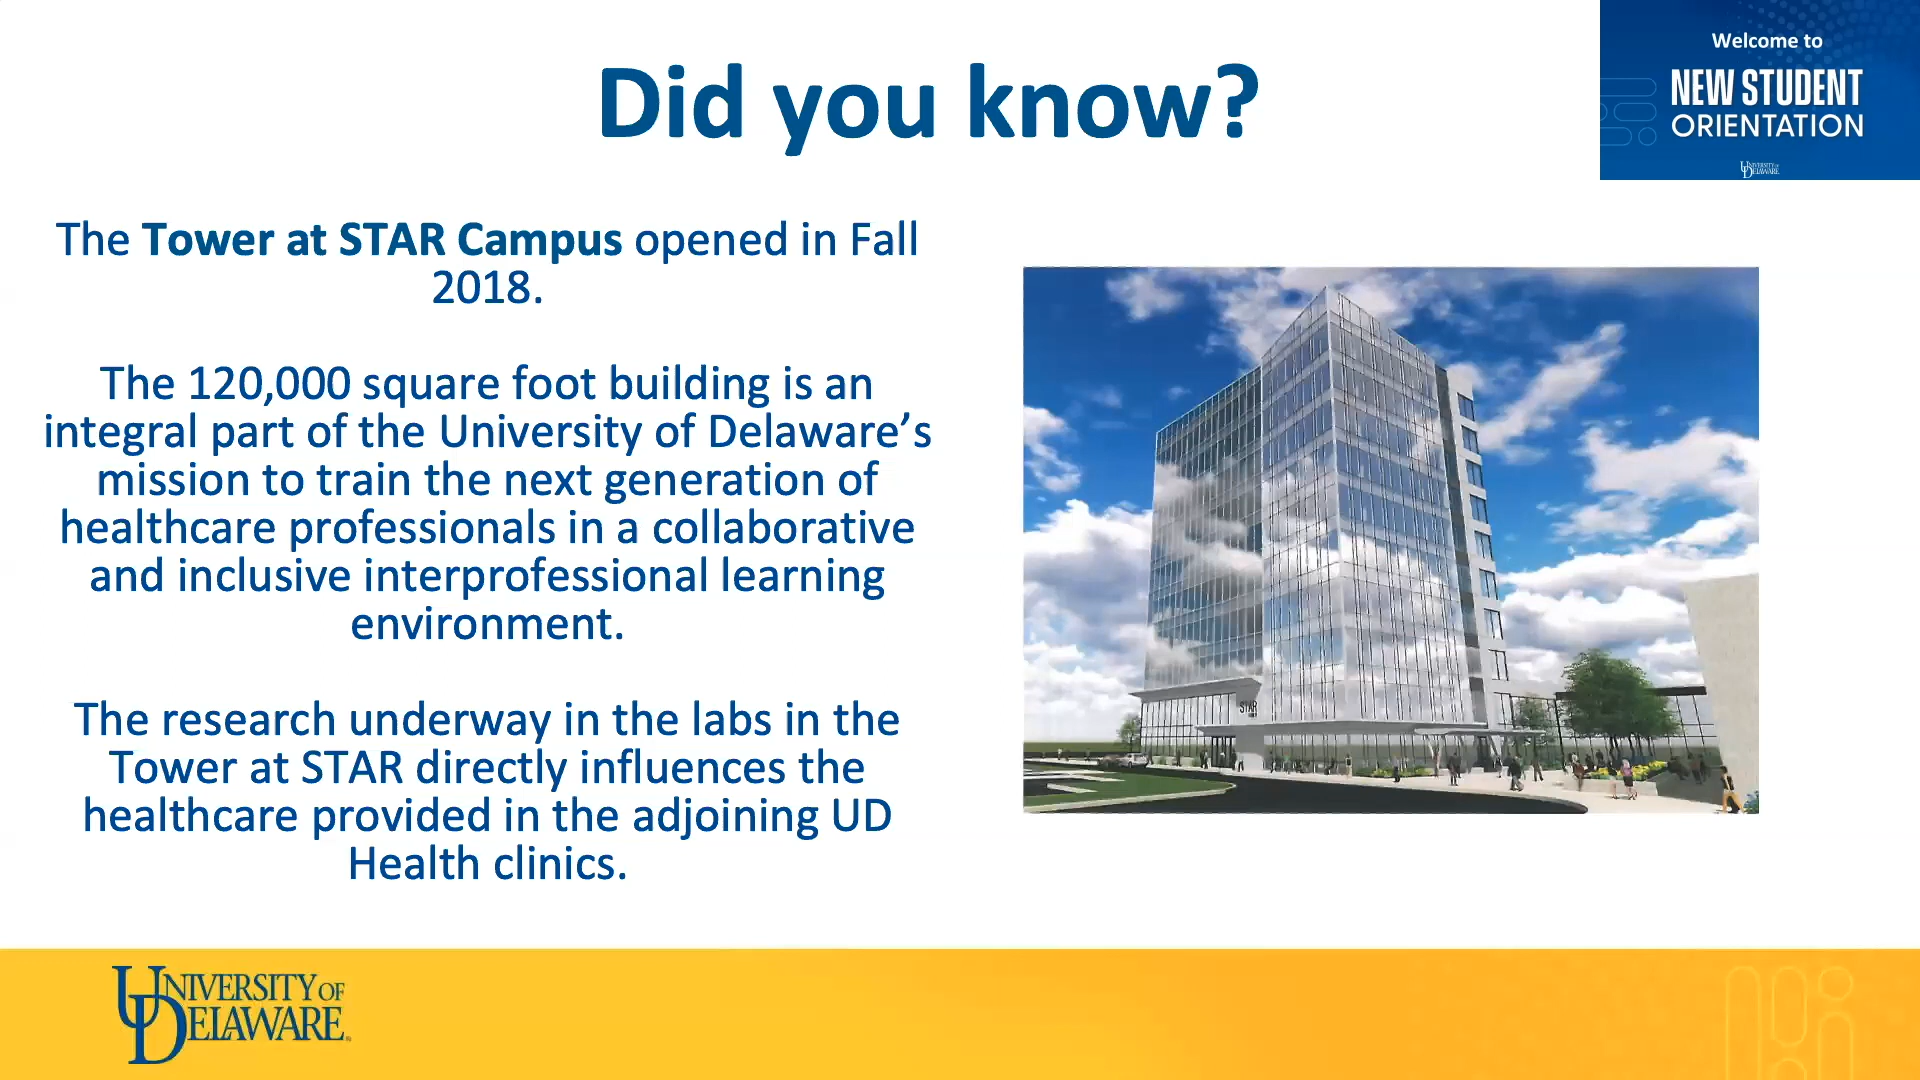 Did you know?
Welcome to
NEW STUDENT
ORIENTATION
UNIVERSITY OF
DELAWARE
The Tower at STAR Campus opened in Fall
2018.
The 120,000 square foot building is an
integral part of the University of Delaware’s
mission to train the next generation of
healthcare professionals in a collaborative
and inclusive interprofessional learning
environment.
The research underway in the labs in the
Tower at STAR directly influences the
healthcare provided in the adjoining UD
Health clinics.
STAR
UNIVERSITY OF
DELAWARE